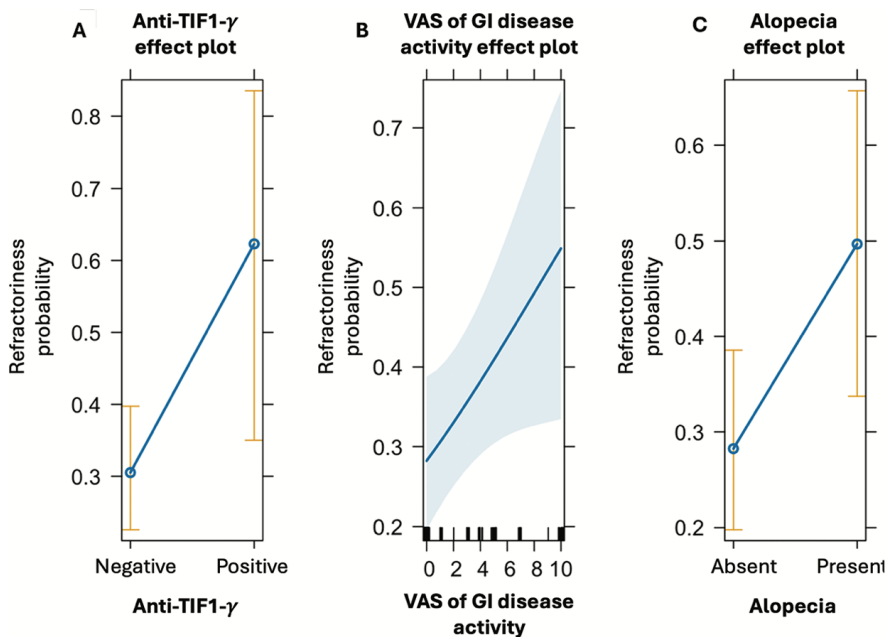 A
Anti-TIF1-γ
effect plot
Refractoriness
probability
0.8
0.7
0.6
0.5
0.4
0.3
Negative Positive
Anti-TIF1-γ
B
VAS of GI disease
activity effect plot
Refractoriness
probability
0.7
0.6
0.5
0.4
0.3
0.2
0 2 4 6 8 10
VAS of GI disease
activity
C
Alopecia
effect plot
Refractoriness
probability
0.6
0.5
0.4
0.3
0.2
Absent Present
Alopecia